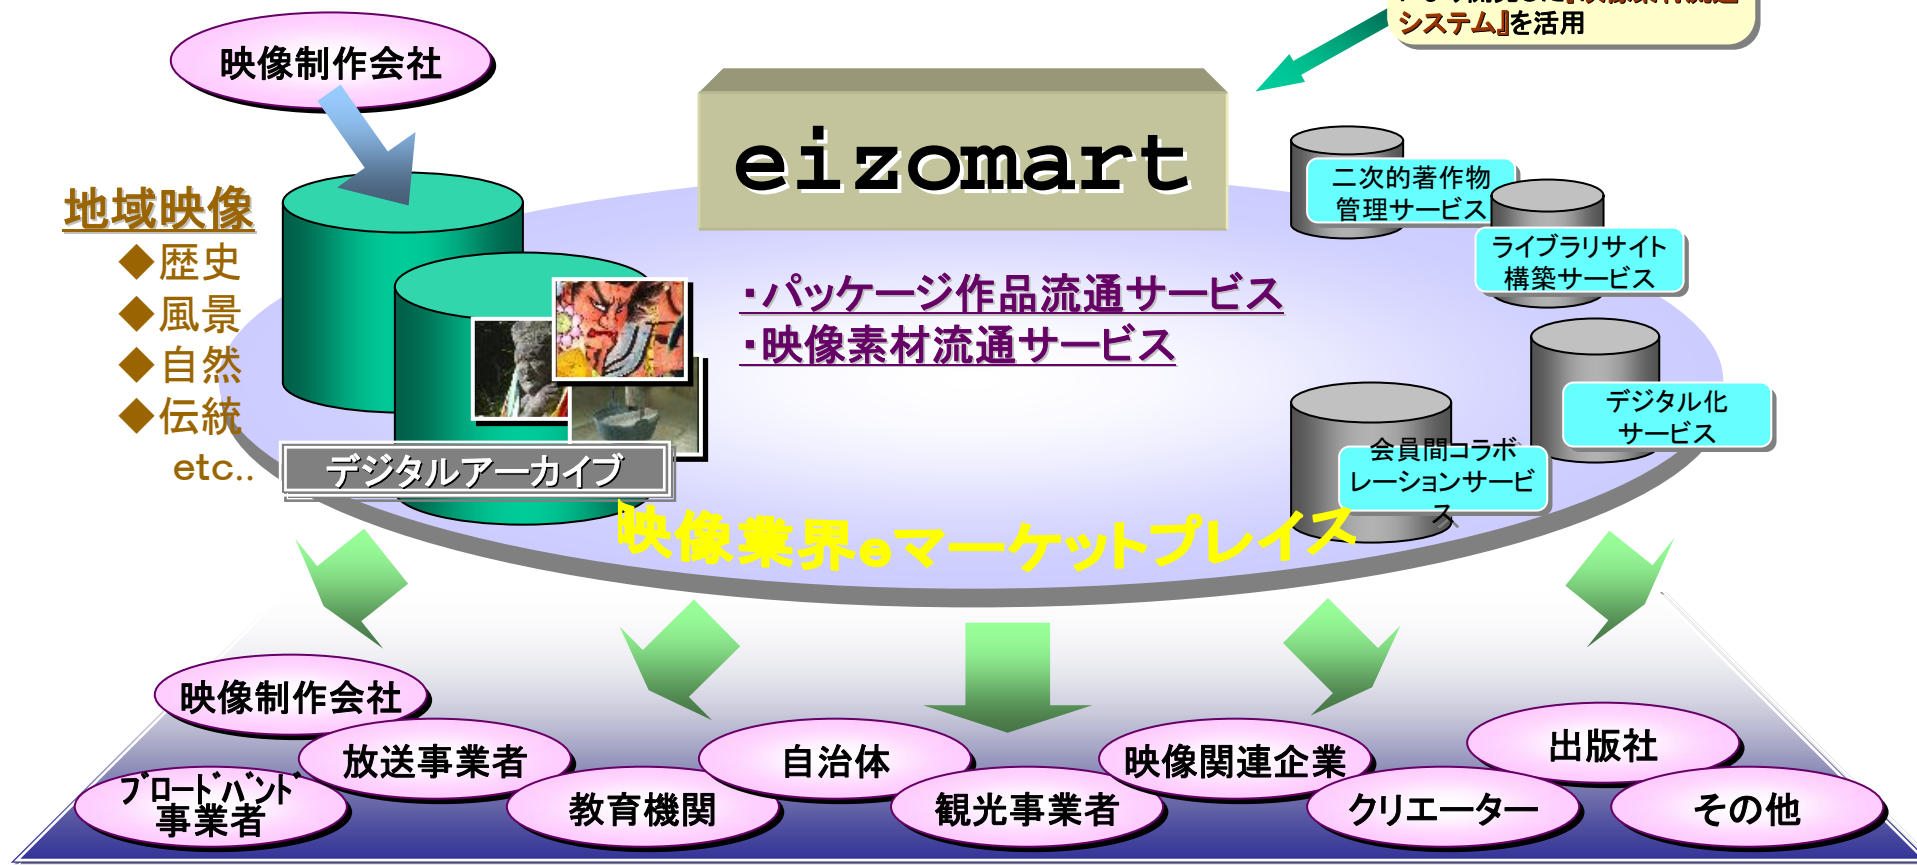 システム』を活用
映像制作会社
eizomart
地域映像
◆歴史
◆風景
◆自然
◆伝統
etc..
・パッケージ作品流通サービス
・映像素材流通サービス
二次的著作物
管理サービス
ライブラリサイト
構築サービス
デジタル化
サービス
会員間コラボ
レーションサービ
ス
デジタルアーカイブ
映像業界eマーケットプレイス
映像制作会社
放送事業者
ブロードバンド
事業者
教育機関
自治体
観光事業者
映像関連企業
クリエーター
出版社
その他